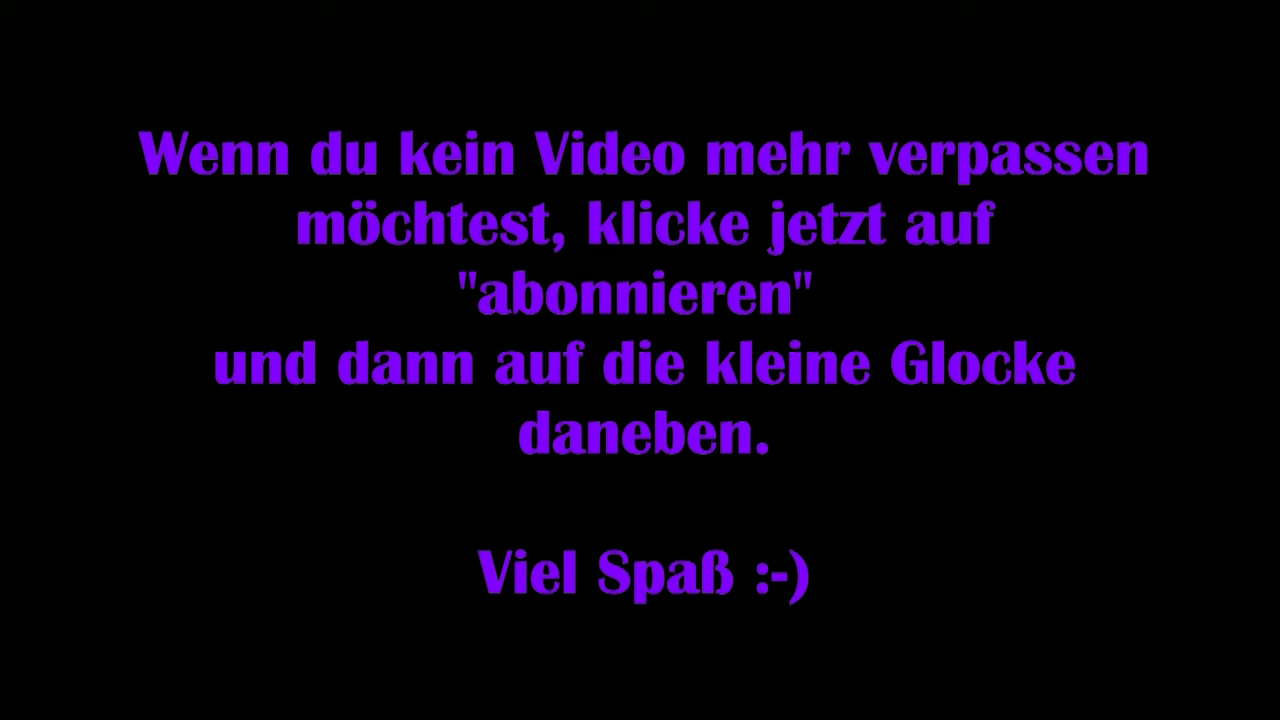 Wenn du kein Video mehr verpassen
möchtest, klicke jetzt auf
"abonnieren"
und dann auf die kleine Glocke
daneben.
Viel Spaß :-)